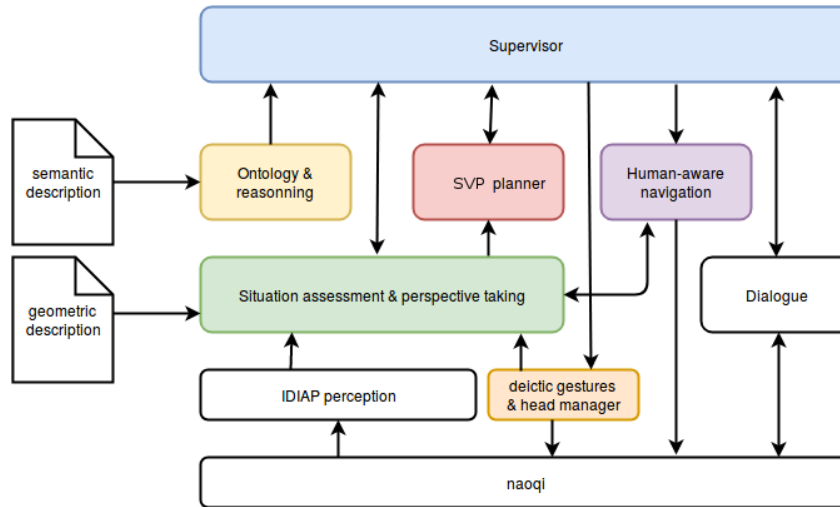 Supervisor
semantic
description
Ontology &
reasonning
SVP planner
Human-aware
navigation
geometric
description
Situation assessment & perspective taking
Dialogue
IDIAP perception
deictic gestures
& head manager
naoqi